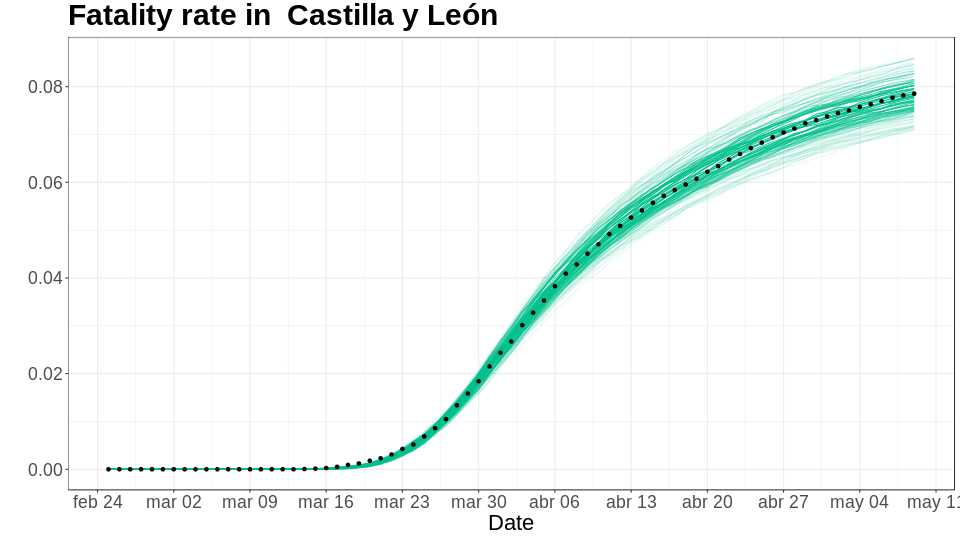 Fatality rate in  Castilla y León
0.08
0.06
0.04
0.02
0.00
feb 24 mar 02 mar 09 mar 16 mar 23 mar 30 abr 06 abr 13 abr 20 abr 27 may 04 may 11
Date